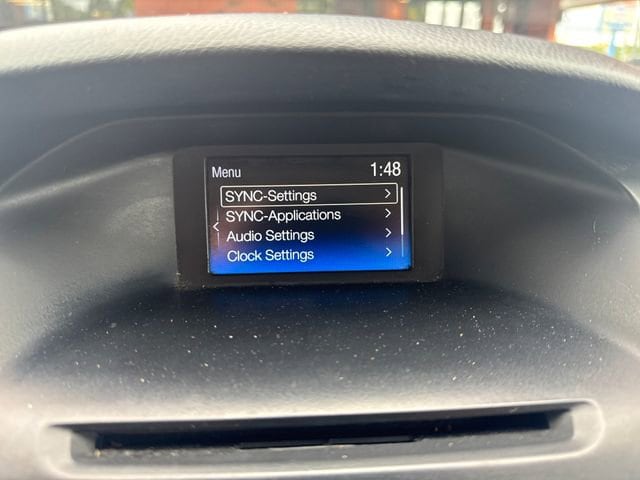 Menu 1:48
SYNC-Settings
SYNC-Applications
Audio Settings
Clock Settings